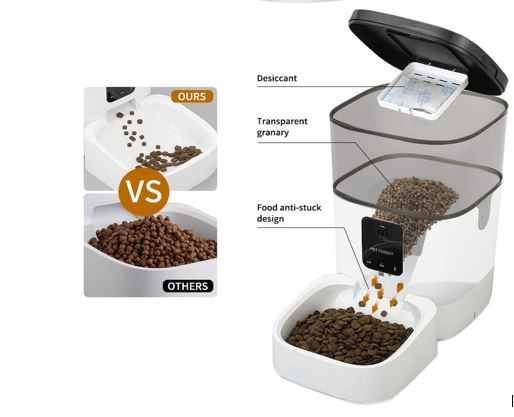 OURS
VS
OTHERS
Desiccant
Transparent
granary
Food anti-stuck
design
PET FEEDER